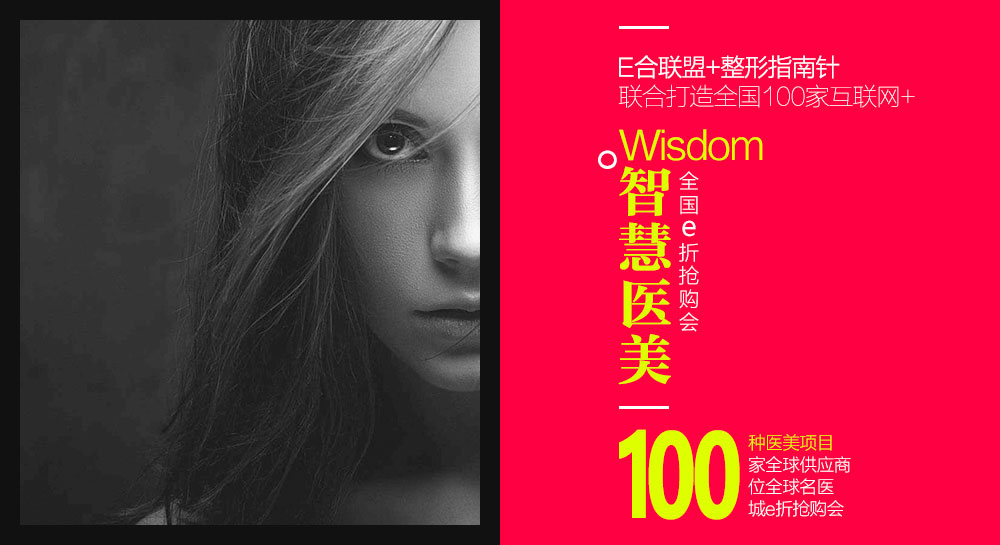 E合联盟+整形指南针
联合打造全国100家互联网+
Wisdom
智慧医美
全国e折抢购会
100
种医美项目
家全球供应商
位全球名医
城e折抢购会